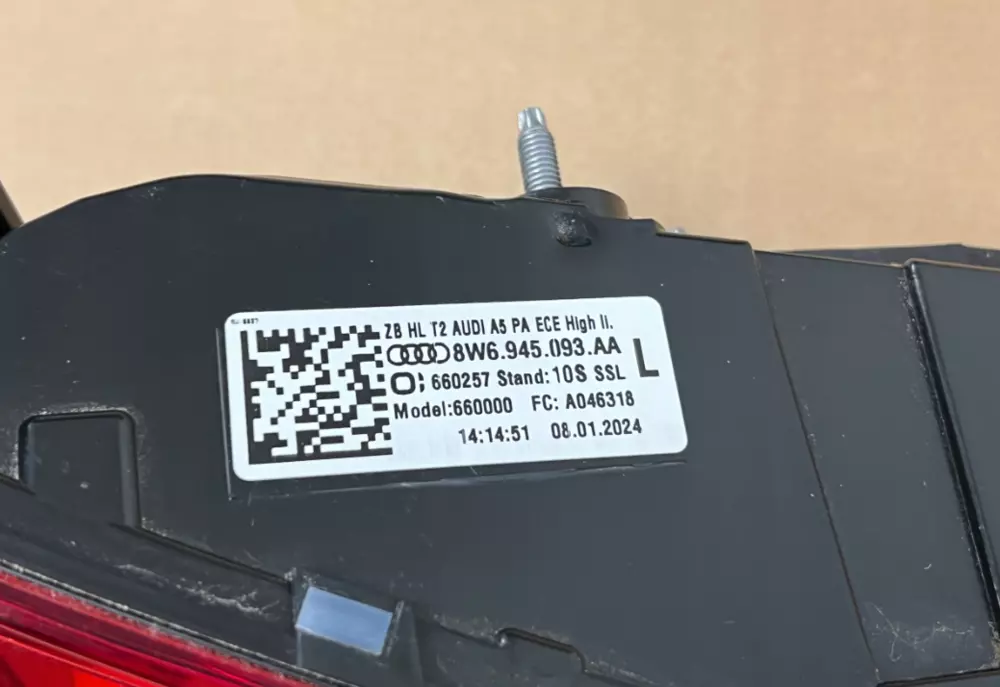 ZB HL T2 AUDI A5 PA ECE High li.
8W6.945.093.AA
L
660257 Stand:10S SSL
Model:660000 FC: A046318
14:14:51 08.01.2024